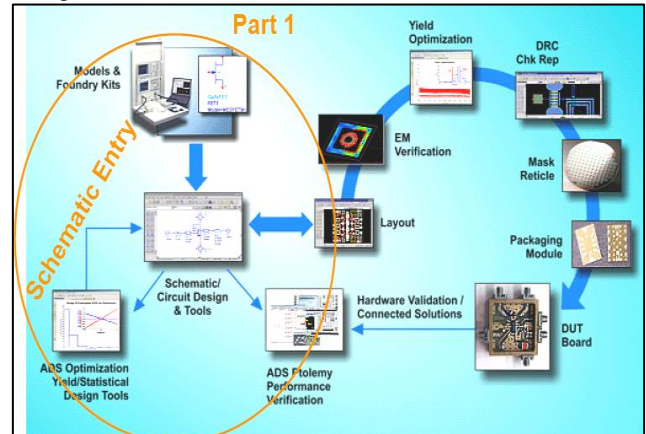 Part 1
Schematic Entry
Models &
Foundry Kits
Yield
Optimization
DRC
Chk Rep
EM
Verification
Mask
Reticle
Layout
Packaging
Module
Schematic/
Circuit Design
& Tools
Hardware Validation /
Connected Solutions
DUT
Board
ADS Optimization
Yield/Statistical
Design Tools
ADS Ptolemy
Performance
Verification